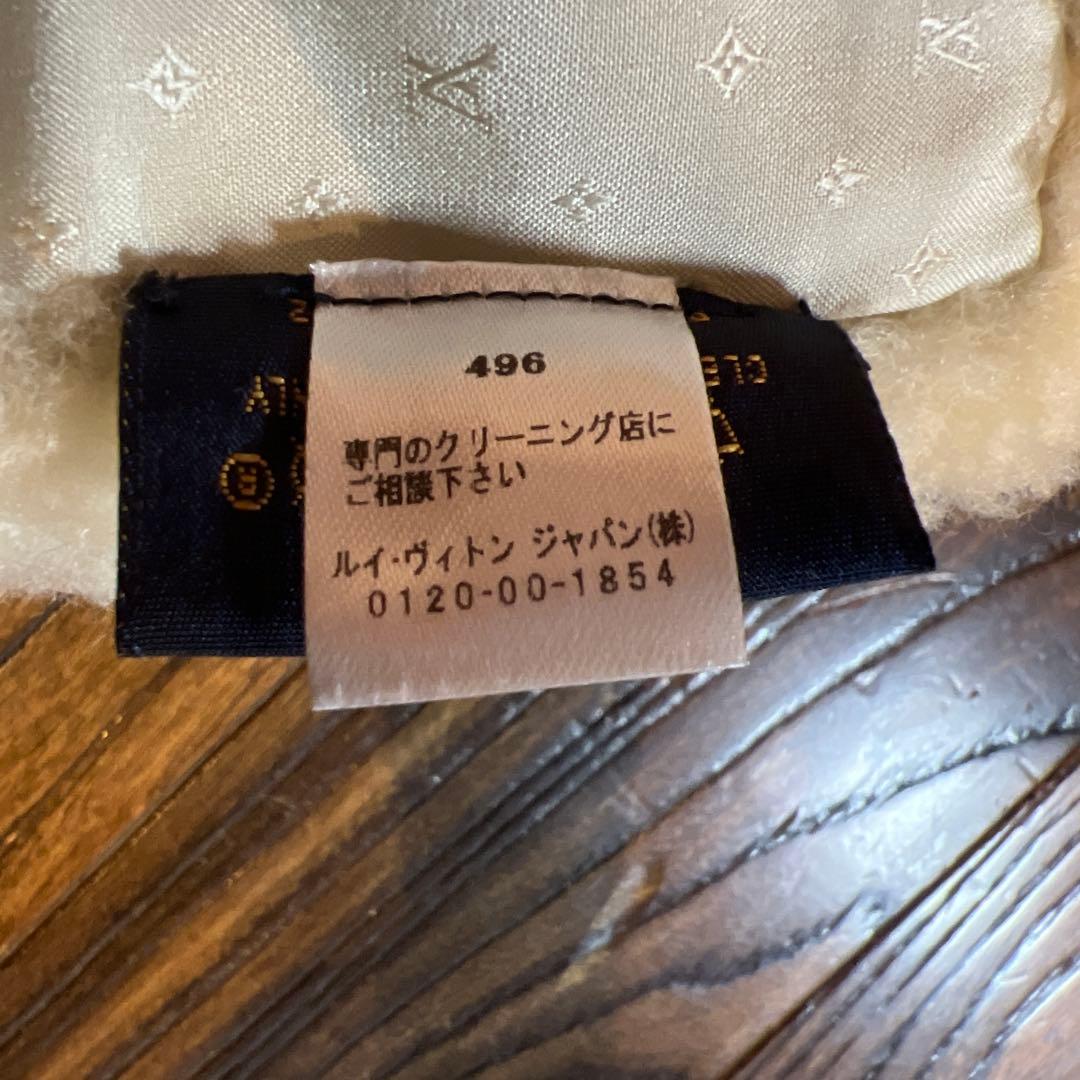 496
専門のクリーニング店に
ご相談下さい
ルイ・ヴィトン ジャパン(株)
0120-00-1854